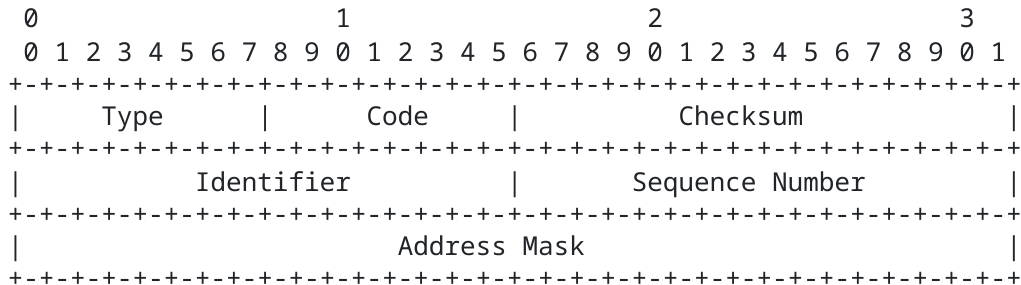 0                   1                   2                   3
 0 1 2 3 4 5 6 7 8 9 0 1 2 3 4 5 6 7 8 9 0 1 2 3 4 5 6 7 8 9 0 1
+-+-+-+-+-+-+-+-+-+-+-+-+-+-+-+-+-+-+-+-+-+-+-+-+-+-+-+-+-+-+-+-+
|     Type      |      Code     |          Checksum             |
+-+-+-+-+-+-+-+-+-+-+-+-+-+-+-+-+-+-+-+-+-+-+-+-+-+-+-+-+-+-+-+-+
|           Identifier          |       Sequence Number         |
+-+-+-+-+-+-+-+-+-+-+-+-+-+-+-+-+-+-+-+-+-+-+-+-+-+-+-+-+-+-+-+-+
|                        Address Mask                           |
+-+-+-+-+-+-+-+-+-+-+-+-+-+-+-+-+-+-+-+-+-+-+-+-+-+-+-+-+-+-+-+-+